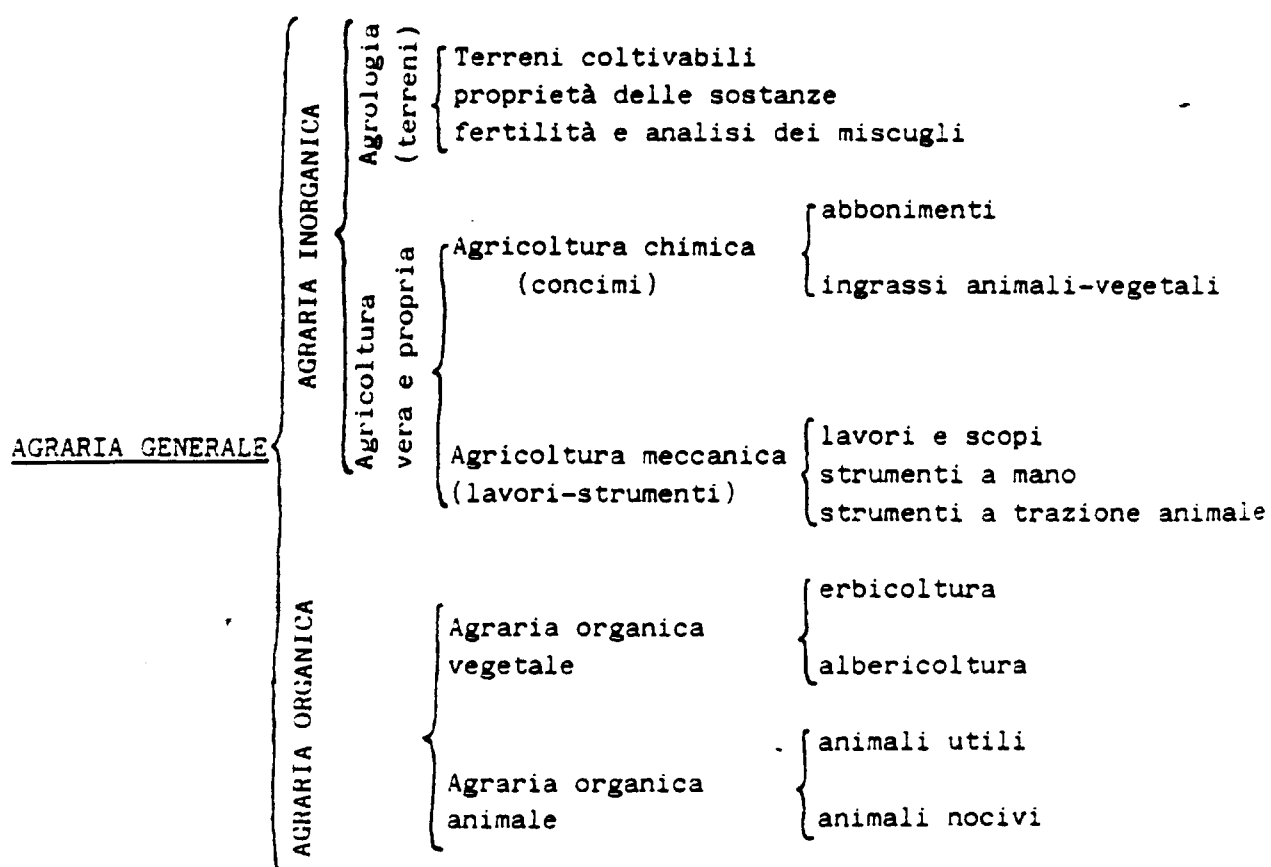 AGRARIA GENERALE
AGRARIA INORGANICA
Agrologia
(terreni)
Terreni coltivabili
proprietà delle sostanze
fertilità e analisi dei miscugli
Agricoltura
vera e propria
Agricoltura chimica
(concimi)
abbonimenti
ingrassi animali-vegetali
Agricoltura meccanica
(lavori-strumenti)
lavori e scopi
strumenti a mano
strumenti a trazione animale
AGRARIA ORGANICA
Agraria organica
vegetale
erbicoltura
albericoltura
Agraria organica
animale
animali utili
animali nocivi